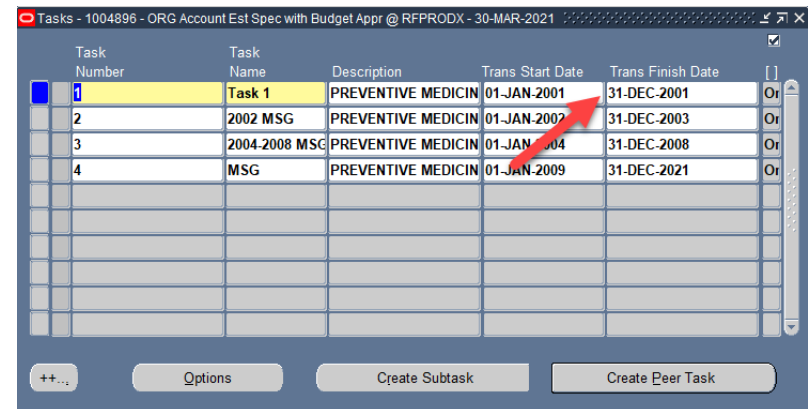 Tasks - 1004896 - ORG Account Est Spec with Budget Appr @ RFPRODX - 30-MAR-2021
Task Number Task Name Description Trans Start Date Trans Finish Date [ ]
1 Task 1 PREVENTIVE MEDICIN 01-JAN-2001 31-DEC-2001 Or
2 2002 MSG PREVENTIVE MEDICIN 01-JAN-2002 31-DEC-2003 Or
3 2004-2008 MSG PREVENTIVE MEDICIN 01-JAN-2004 31-DEC-2008 Or
4 MSG PREVENTIVE MEDICIN 01-JAN-2009 31-DEC-2021 Or
++.. Options Create Subtask Create Peer Task